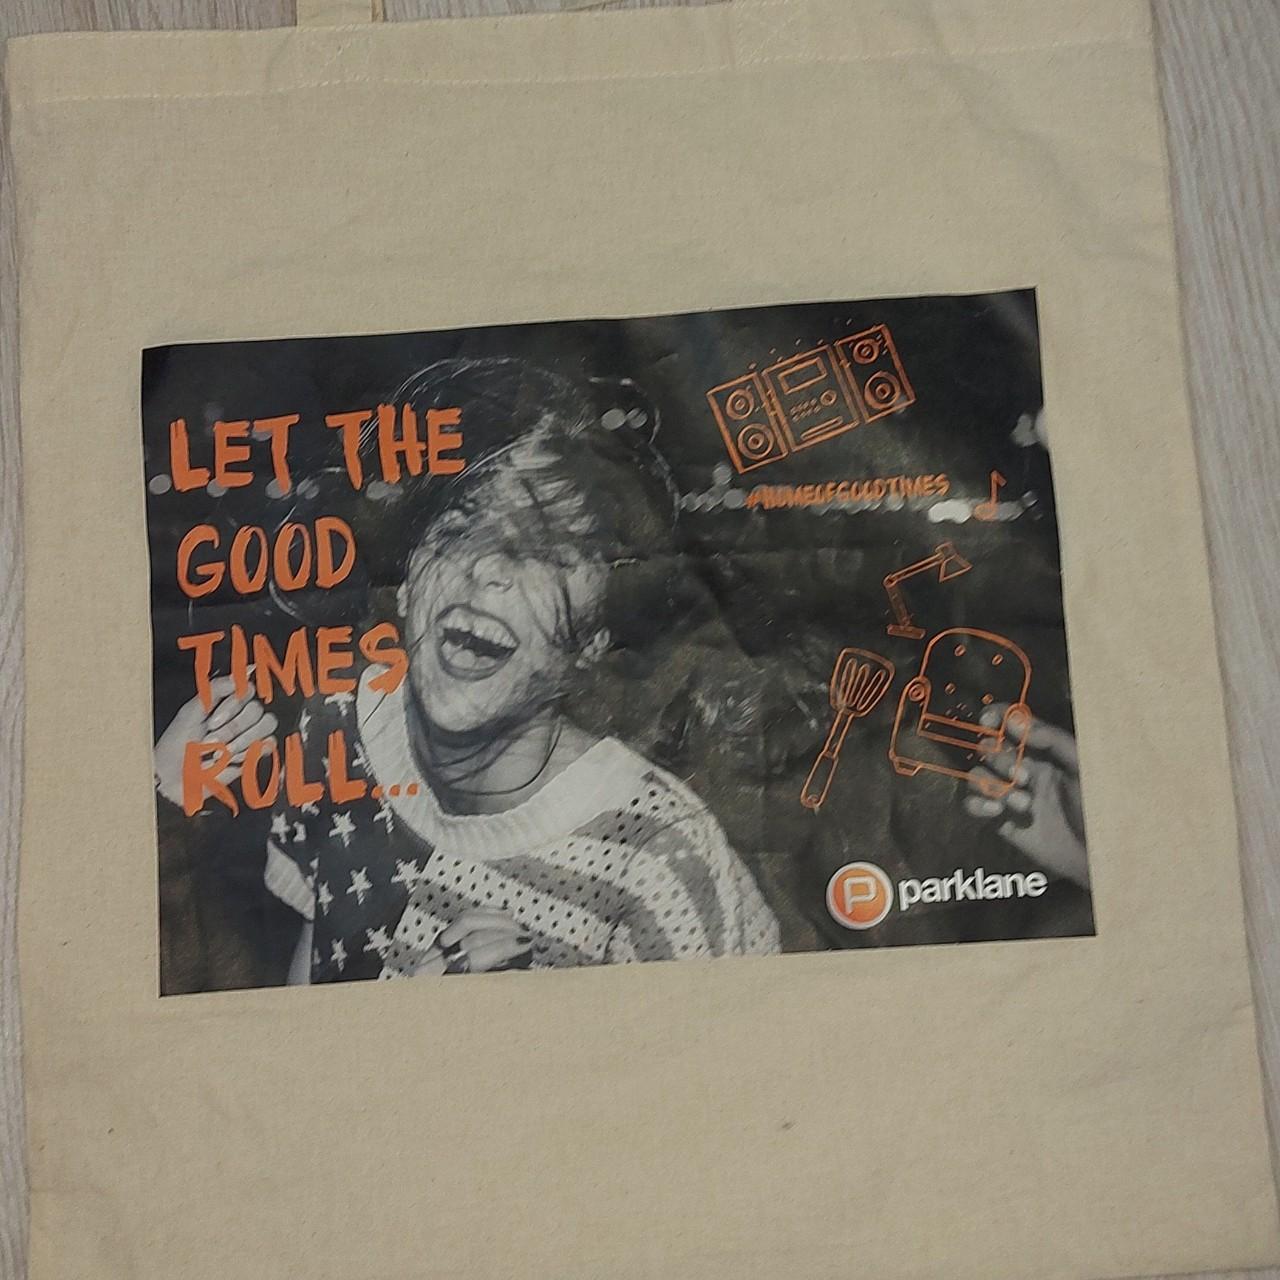 LET THE
GOOD
TIMES
ROLL...
#HOMEOFGOODTIMES
P parklane